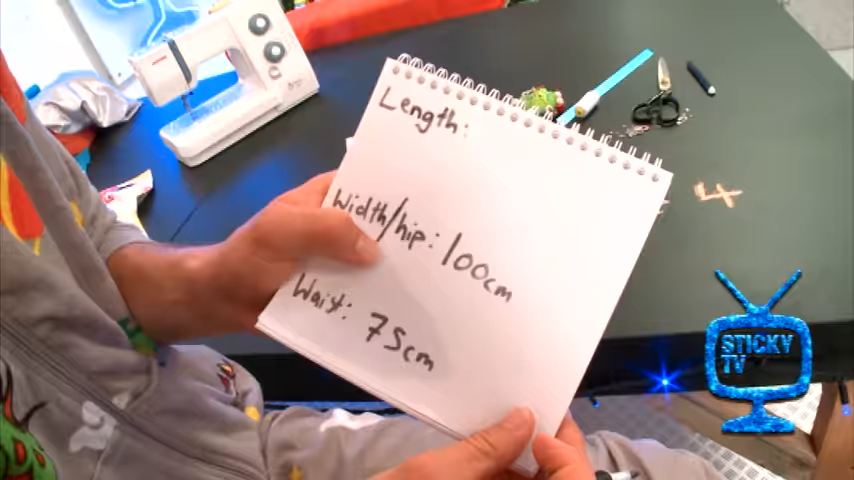 Length:
Width/hip: 100cm
Waist: 75cm
STICKY
TV